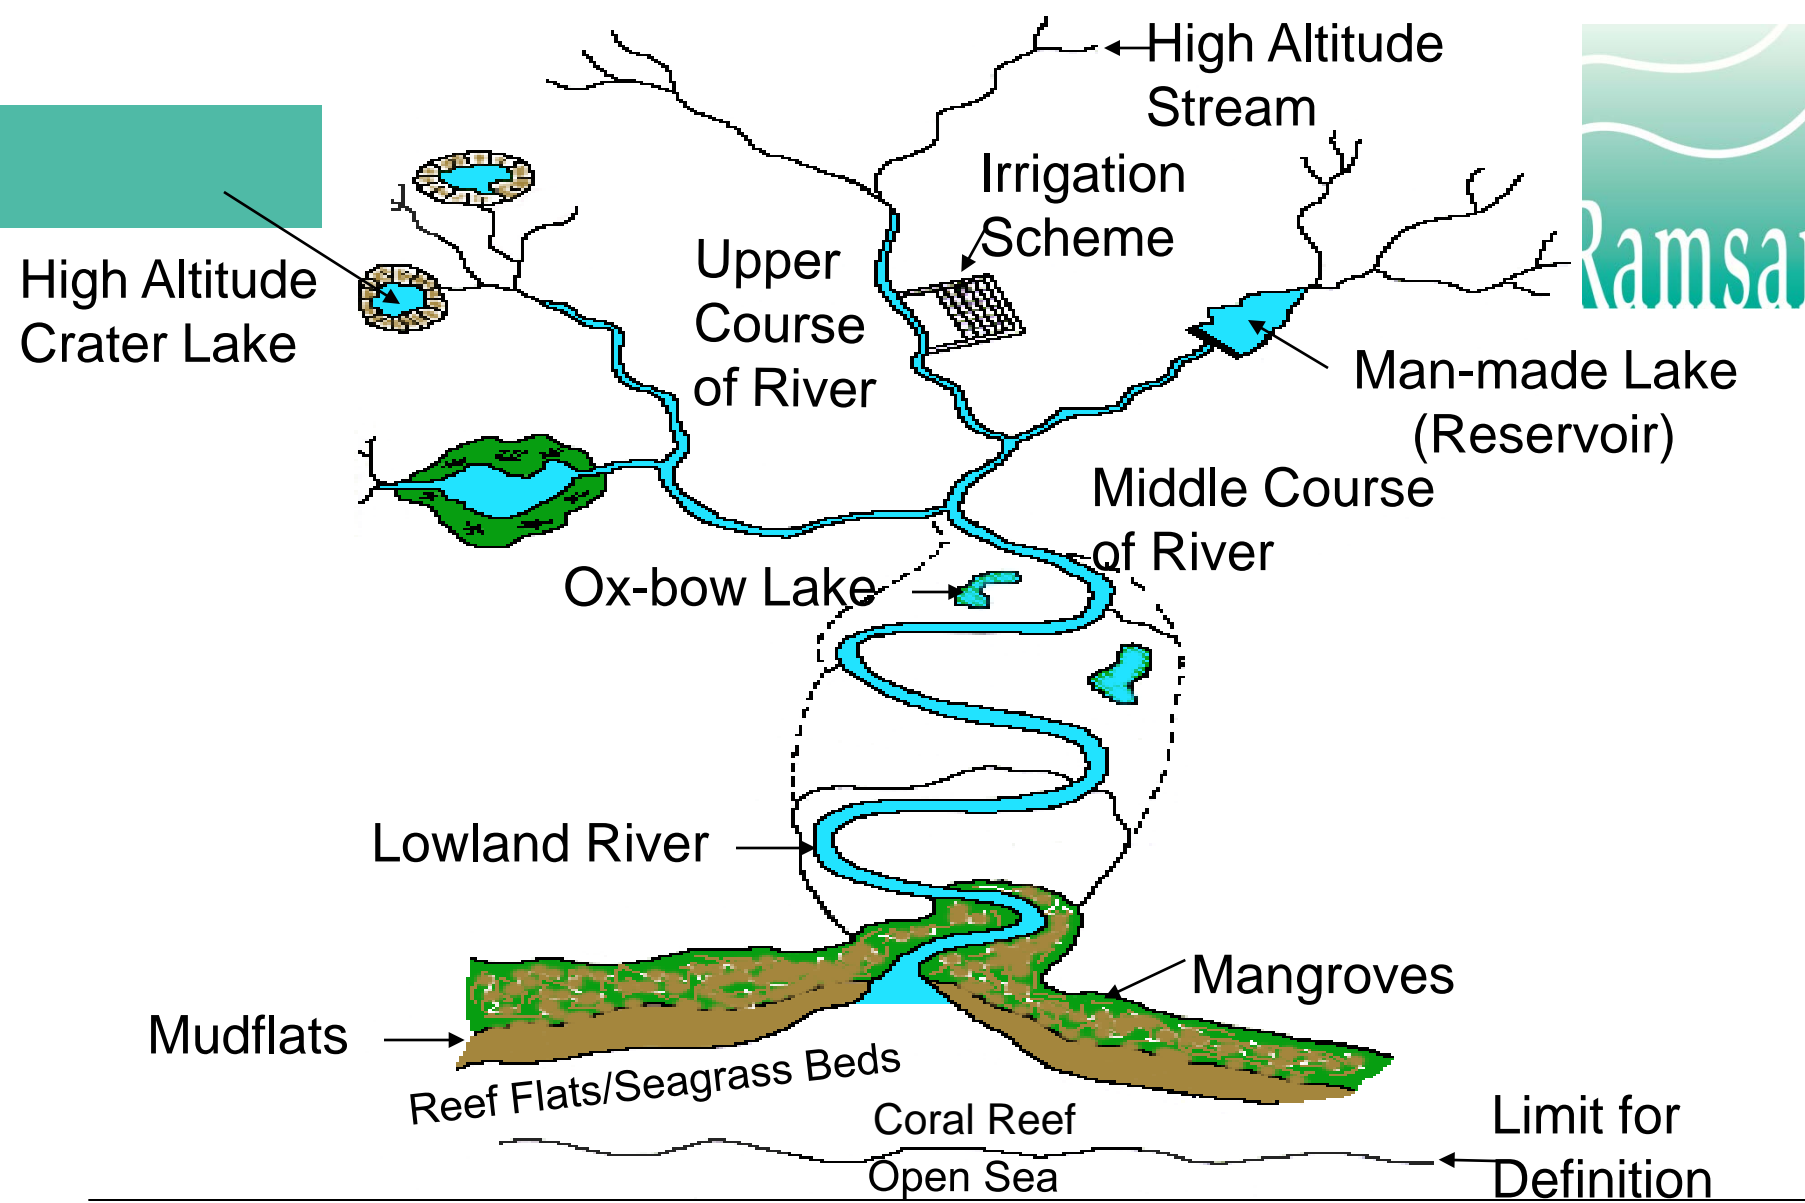 High Altitude
Stream
Irrigation
Scheme
Ramsar
Upper
Course
of River
High Altitude
Crater Lake
Man-made Lake
(Reservoir)
Middle Course
of River
Ox-bow Lake
Lowland River
Mangroves
Mudflats
Reef Flats/Seagrass Beds
Coral Reef
Open Sea
Limit for
Definition